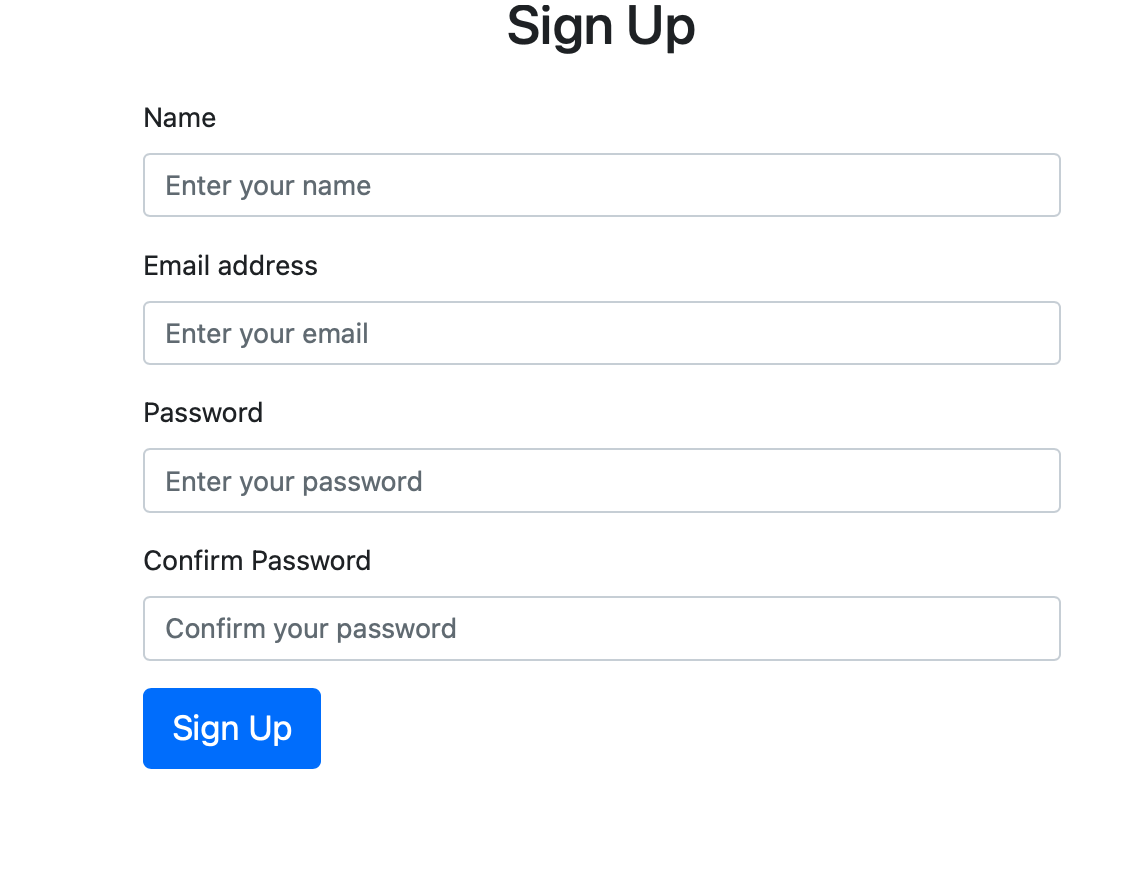 Sign Up
Name
Enter your name
Email address
Enter your email
Password
Enter your password
Confirm Password
Confirm your password
Sign Up